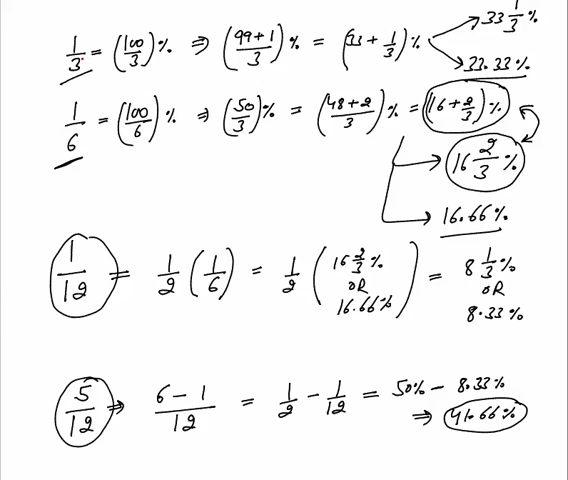 1/3 = (100/3)% ⇒ (99+1/3)% = (33 + 1/3)% → 33 1/3 %
→ 33.33%
1/6 = (100/6)% ⇒ (50/3)% = (48+2/3)% = (16+2/3)%
→ 16 2/3 %
→ 16.66%
1/12 = 1/2 (1/6) = 1/2 (16 2/3 % OR 16.66%) = 8 1/3 % OR 8.33%
5/12 ⇒ 6-1/12 = 1/2 - 1/12 = 50% - 8.33%
⇒ 41.66%